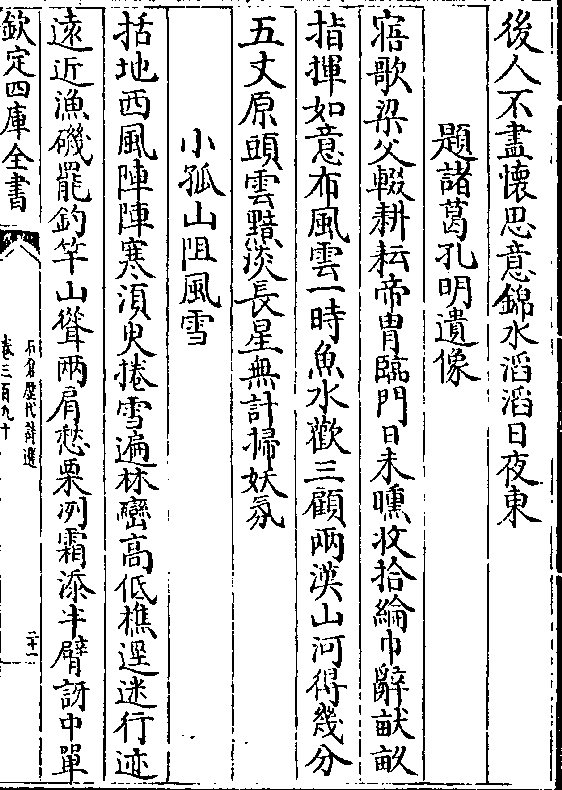 後人不盡懐思意錦水滔滔日夜東
題諸葛孔明遺像
寤歌梁父輟耕耘帝胄臨門日未曛收拾綸巾辭畎畝
指揮如意布風雲一時魚水歡三顧兩漢山河得幾分
五丈原頭雲黯淡長星無計掃妖氛
小孤山阻風雪
括地西風陣陣寒須臾捲雪遍林巒高低樵逕迷行迹
遠近漁磯罷釣竿山聳兩肩愁栗冽霜添半臂訝中單
欽定四庫全書
石倉歷代詩選
卷三百九十
二十一